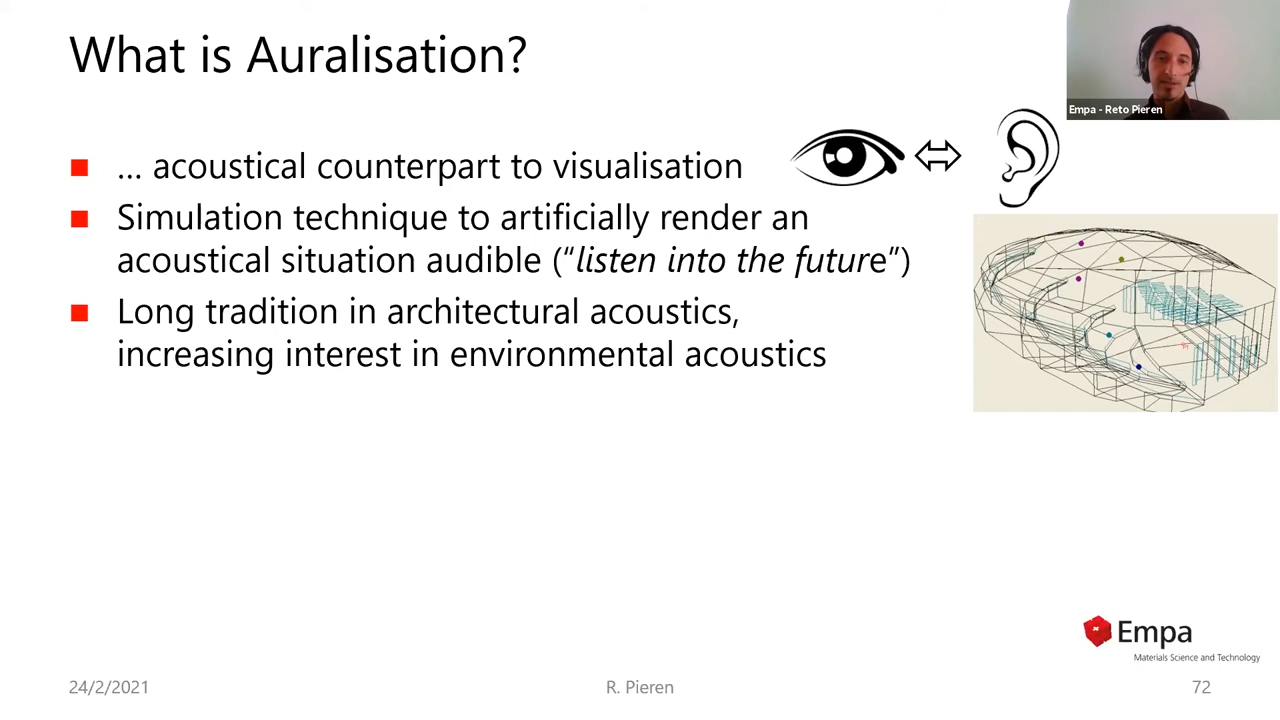 What is Auralisation?
Empa - Reto Pieren
... acoustical counterpart to visualisation
Simulation technique to artificially render an
acoustical situation audible (“listen into the future”)
Long tradition in architectural acoustics,
increasing interest in environmental acoustics
Empa
Materials Science and Technology
24/2/2021
R. Pieren
72